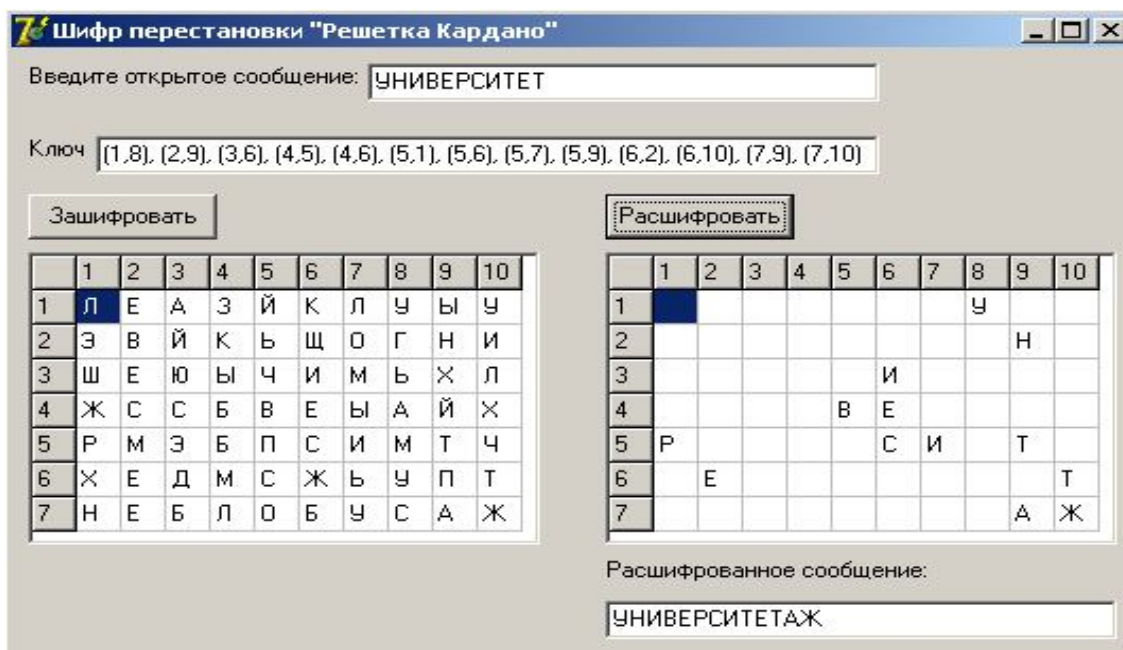 Шифр перестановки "Решетка Кардано"
Введите открытое сообщение: УНИВЕРСИТЕТ
Ключ (1,8), (2,9), (3,6), (4,5), (4,6), (5,1), (5,6), (5,7), (5,9), (6,2), (6,10), (7,9), (7,10)
Зашифровать
1 2 3 4 5 6 7 8 9 10
1 Л Е А З Й К Л У Ы У
2 Э В Й К Ь Щ О Г Н И
3 Ш Е Ю Ы Ч И М Ь Х Л
4 Ж С С Б В Е Ы А Й Х
5 Р М Э Б П С И М Т Ч
6 Х Е Д М С Ж Ь У П Т
7 Н Е Б Л О Б У С А Ж
Расшифровать
1 2 3 4 5 6 7 8 9 10
1 У
2 Н
3 И
4 В Е
5 Р С И Т
6 Е Т
7 А Ж
Расшифрованное сообщение:
УНИВЕРСИТЕТАЖ